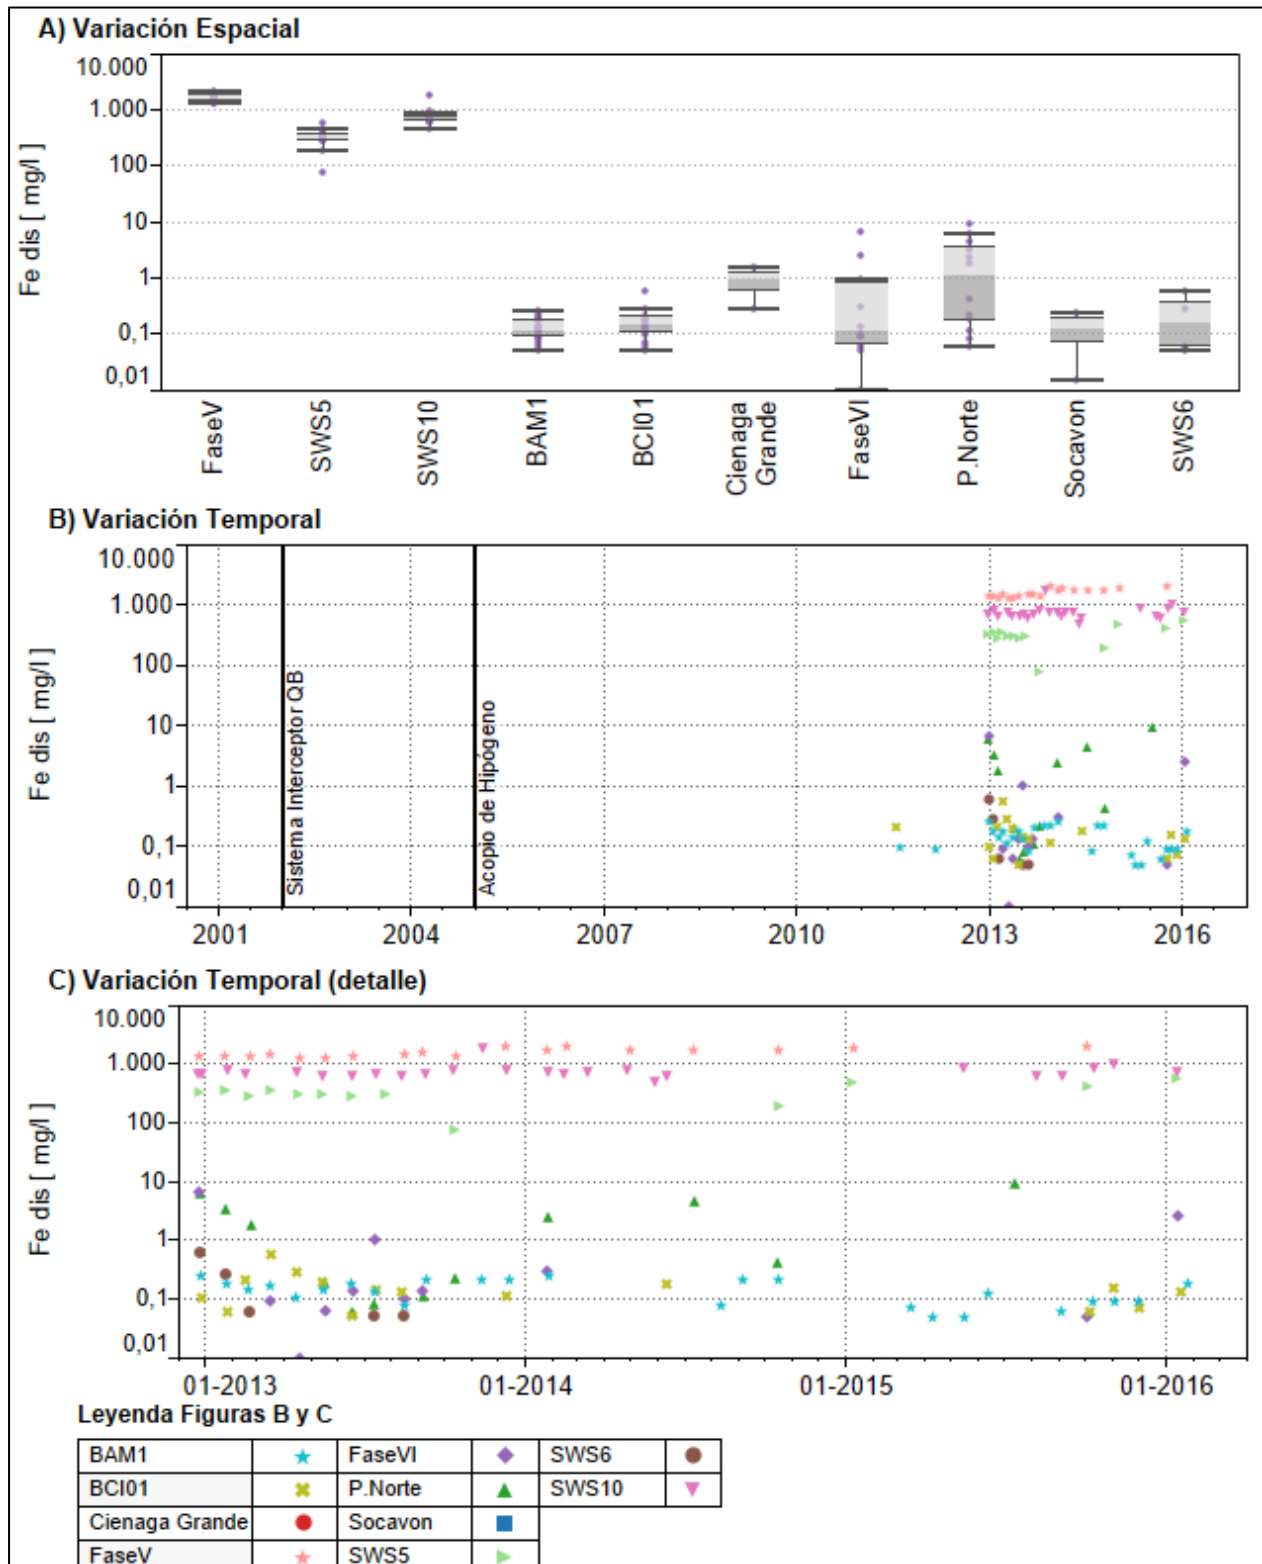 A) Variación Espacial
Fe dis [ mg/l ]
10.000
1.000
100
10
1
0,1
0,01
FaseV
SWS5
SWS10
BAM1
BCI01
Cienaga
Grande
FaseVI
P.Norte
Socavon
SWS6
B) Variación Temporal
Fe dis [ mg/l ]
10.000
1.000
100
10
1
0,1
0,01
Sistema Interceptor QB
Acopio de Hipógeno
2001 2004 2007 2010 2013 2016
C) Variación Temporal (detalle)
Fe dis [ mg/l ]
10.000
1.000
100
10
1
0,1
0,01
01-2013 01-2014 01-2015 01-2016
Leyenda Figuras B y C
BAM1 FaseVI SWS6
BCI01 P.Norte SWS10
Cienaga Grande Socavon
FaseV SWS5